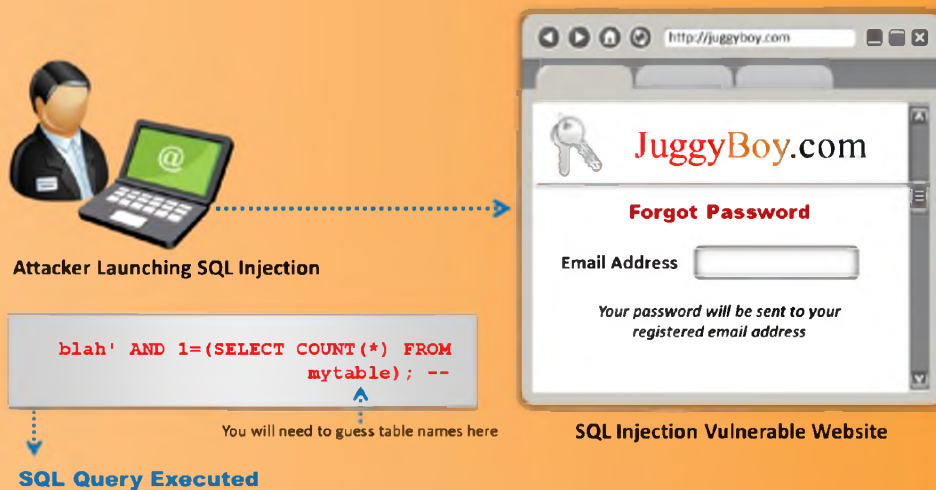 http://juggyboy.com
JuggyBoy.com
Forgot Password
Email Address
Your password will be sent to your
registered email address
@
Attacker Launching SQL Injection
blah' AND 1=(SELECT COUNT(*) FROM
mytable); --
You will need to guess table names here
SQL Injection Vulnerable Website
SQL Query Executed